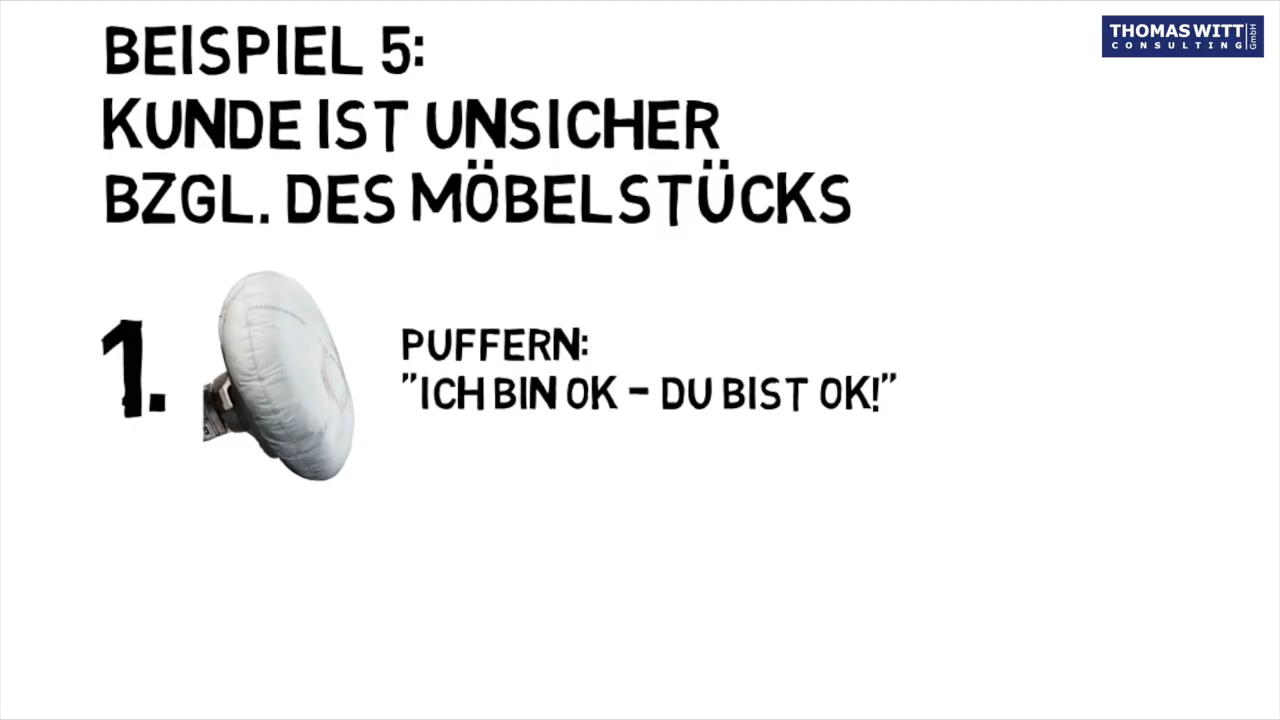 BEISPIEL 5:
KUNDE IST UNSICHER
BZGL. DES MÖBELSTÜCKS
THOMAS WITT
CONSULTING
GmbH
1.
PUFFERN:
"ICH BIN OK - DU BIST OK!"